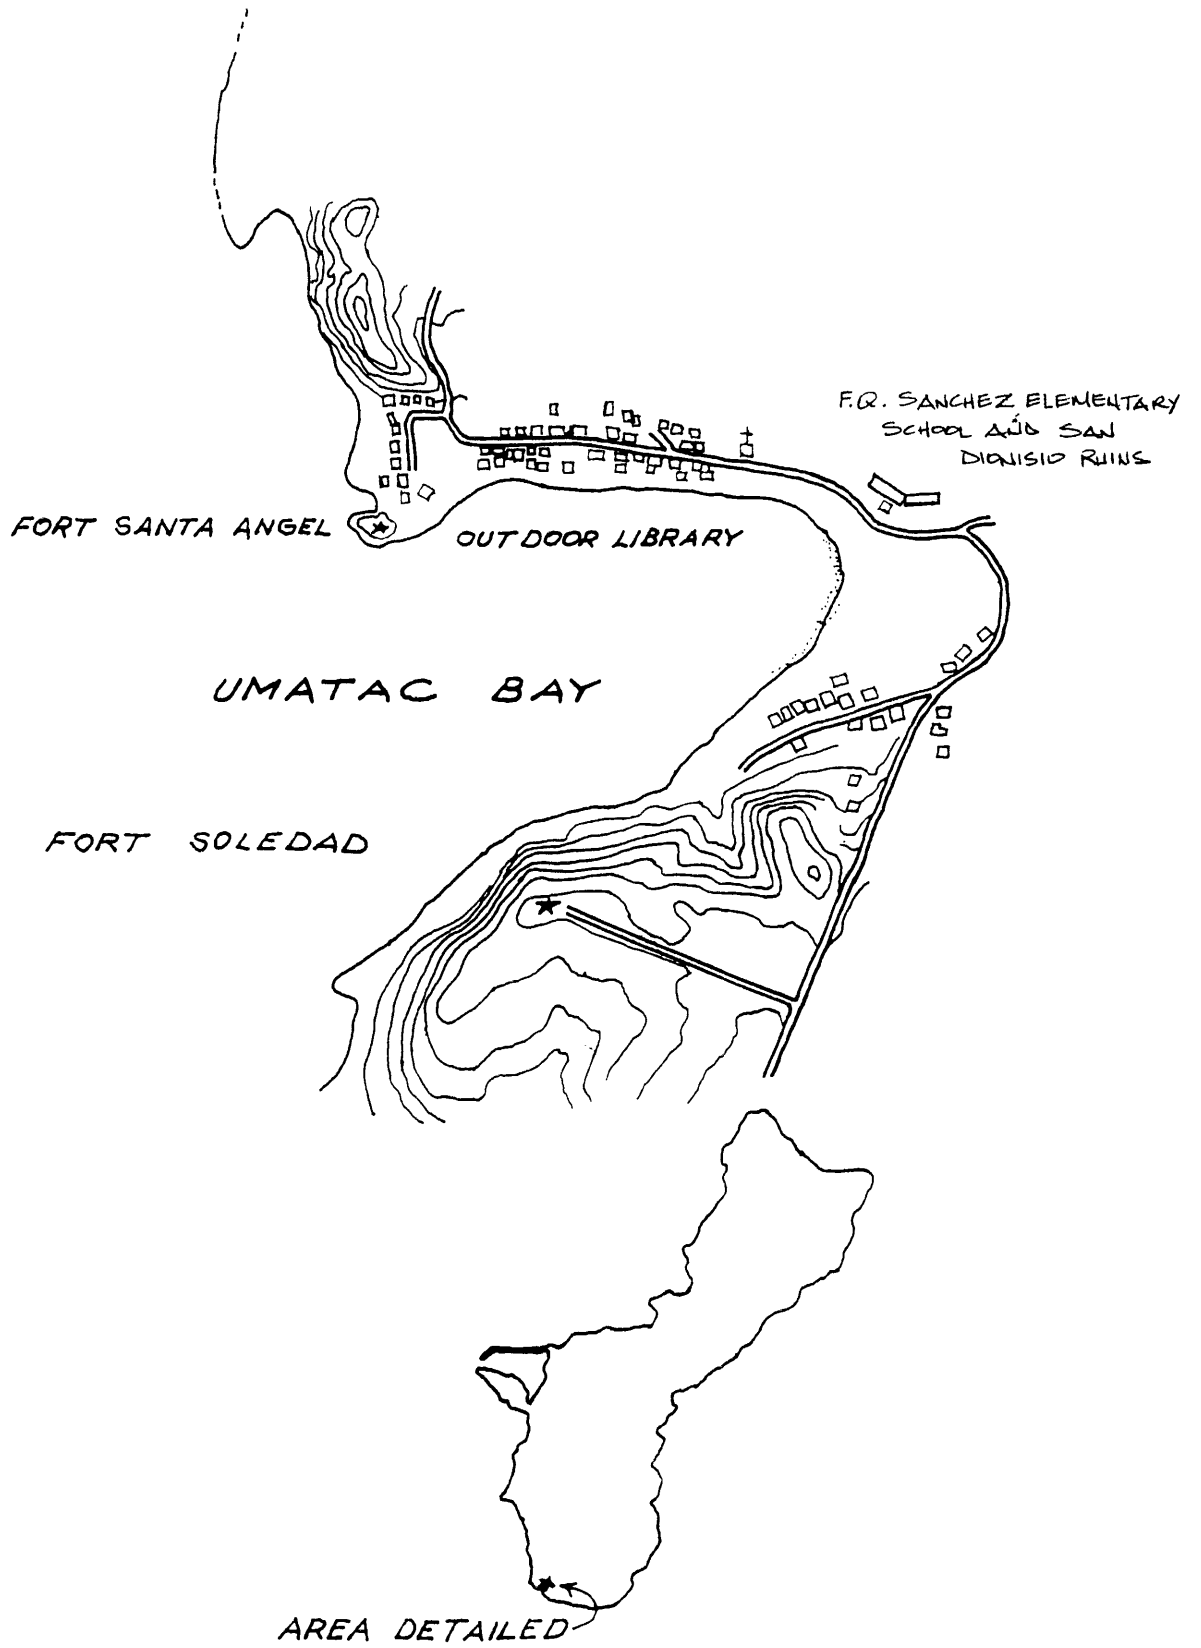 F.Q. SANCHEZ ELEMENTARY
SCHOOL AND SAN
DIONISIO RUINS
FORT SANTA ANGEL
OUTDOOR LIBRARY
UMATAC BAY
FORT SOLEDAD
AREA DETAILED